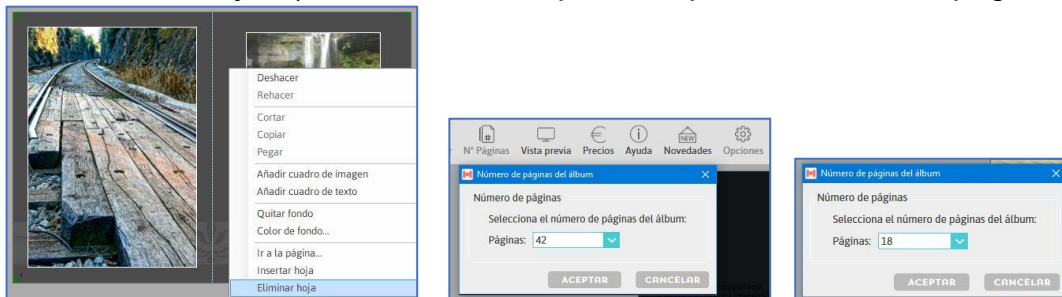 Deshacer
Rehacer
Cortar
Copiar
Pegar
Añadir cuadro de imagen
Añadir cuadro de texto
Quitar fondo
Color de fondo...
Ir a la página...
Insertar hoja
Eliminar hoja
Nº Páginas Vista previa Precios Ayuda Novedades Opciones
Número de páginas del álbum
Número de páginas
Selecciona el número de páginas del álbum:
Páginas: 42
ACEPTAR CANCELAR
Número de páginas del álbum
Número de páginas
Selecciona el número de páginas del álbum:
Páginas: 18
ACEPTAR CANCELAR